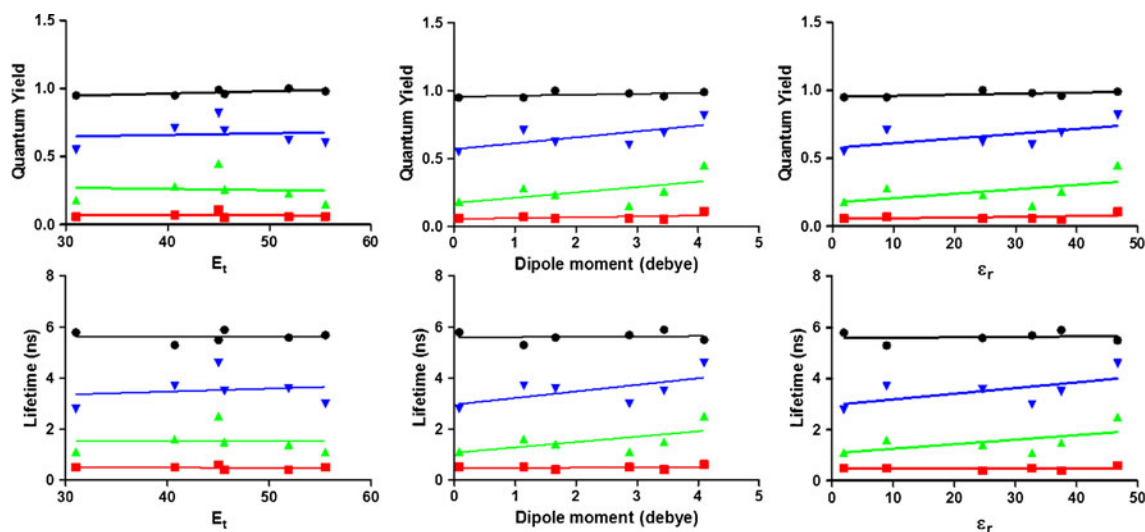 1.5
1.0
0.5
0.0
Quantum Yield
30 40 50 60
Et
1.5
1.0
0.5
0.0
Quantum Yield
0 1 2 3 4 5
Dipole moment (debye)
1.5
1.0
0.5
0.0
Quantum Yield
0 10 20 30 40 50
εr
8
6
4
2
0
Lifetime (ns)
30 40 50 60
Et
8
6
4
2
0
Lifetime (ns)
0 1 2 3 4 5
Dipole moment (debye)
8
6
4
2
0
Lifetime (ns)
0 10 20 30 40 50
εr